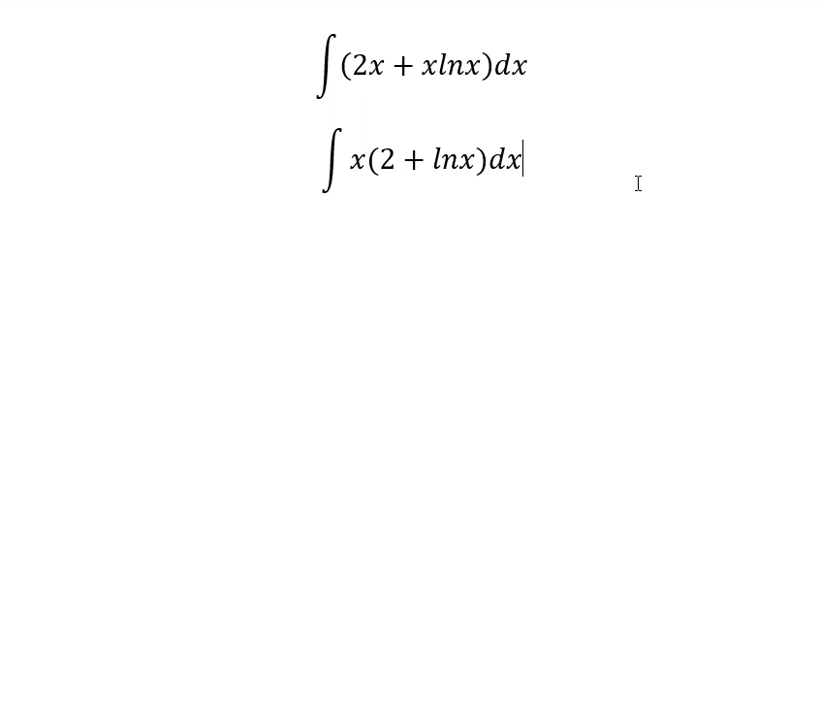 ∫(2x + xlnx)dx
∫ x(2 + lnx)dx